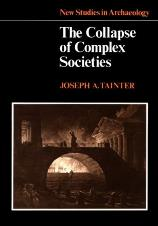 New Studies in Archaeology
The Collapse
of Complex
Societies
JOSEPH A. TAINTER